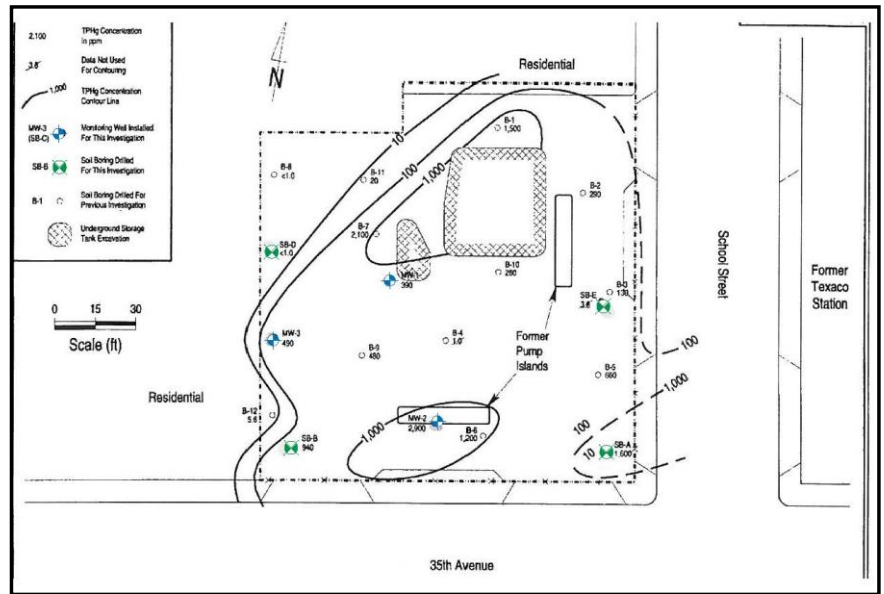 2,100
TPHg Concentration
in ppm
3.8
Data Not Used
For Contouring
1,000
TPHg Concentration
Contour Line
MW-3
(SB-C)
Monitoring Well Installed
For This Investigation
SB-B
Soil Boring Drilled
For This Investigation
B-1
Soil Boring Drilled For
Previous Investigation
Underground Storage
Tank Excavation
N
0 15 30
Scale (ft)
Residential
10
100
1,000
B-1
1,500
B-8
<1.0
B-11
20
B-2
290
B-7
2,100
SB-D
<1.0
B-10
280
MW-1
390
B-3
130
SB-E
3.8
School Street
Former
Texaco
Station
MW-3
490
B-4
B-9
480
Former
Pump
Islands
100
B-5
660
1,000
Residential
B-12
5.6
MW-2
2,900
1,000
B-6
1,200
100
10
SB-B
940
SB-A
1,600
35th Avenue